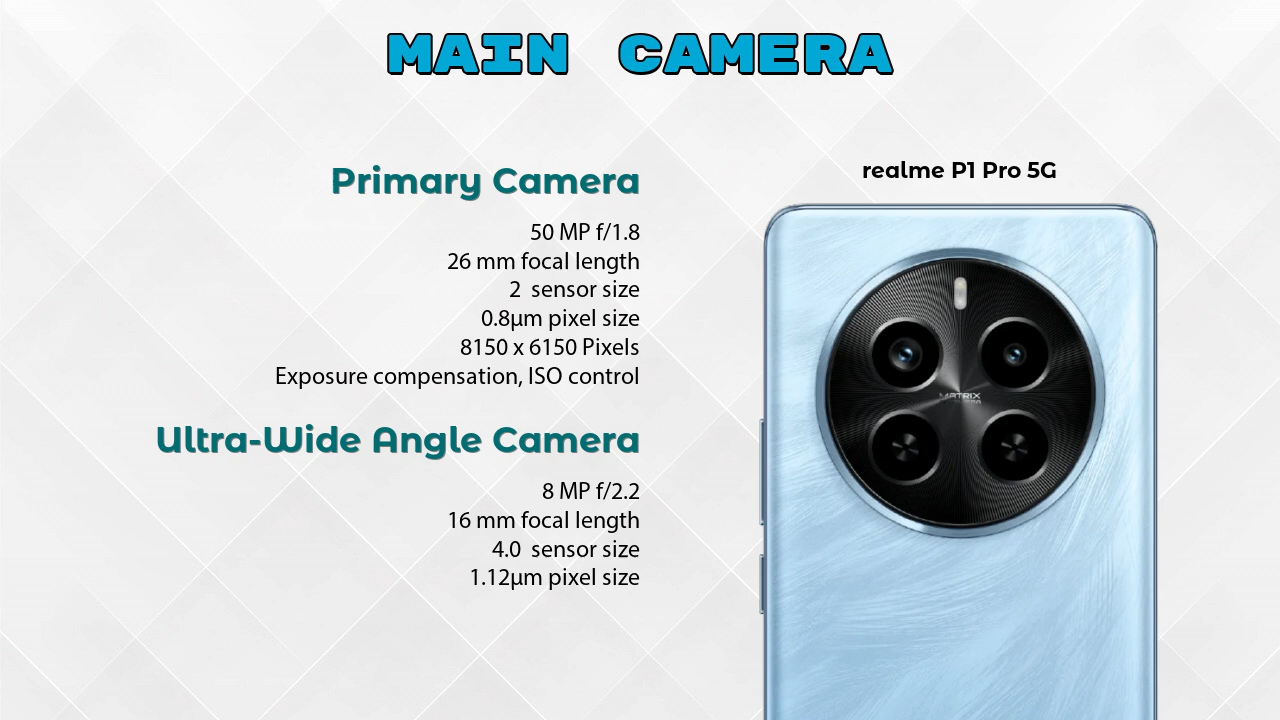 MAIN CAMERA
Primary Camera
50 MP f/1.8
26 mm focal length
2  sensor size
0.8µm pixel size
8150 x 6150 Pixels
Exposure compensation, ISO control
Ultra-Wide Angle Camera
8 MP f/2.2
16 mm focal length
4.0  sensor size
1.12µm pixel size
realme P1 Pro 5G
MATRIX